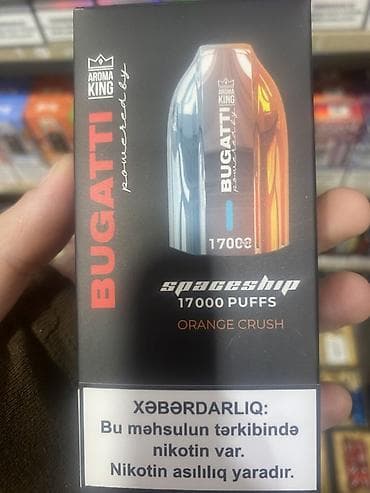 AROMA
KING
BUGATTI
powered by
AROMA
KING
BUGATTI
powered by
17000
spaceship
17000 PUFFS
ORANGE CRUSH
XƏBƏRDARLIQ:
Bu məhsulun tərkibində
nikotin var.
Nikotin asılılıq yaradır.